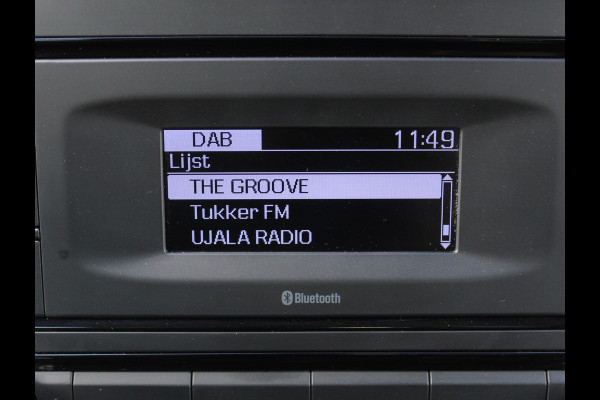 DAB 11:49
Lijst
THE GROOVE
Tukker FM
UJALA RADIO
Bluetooth